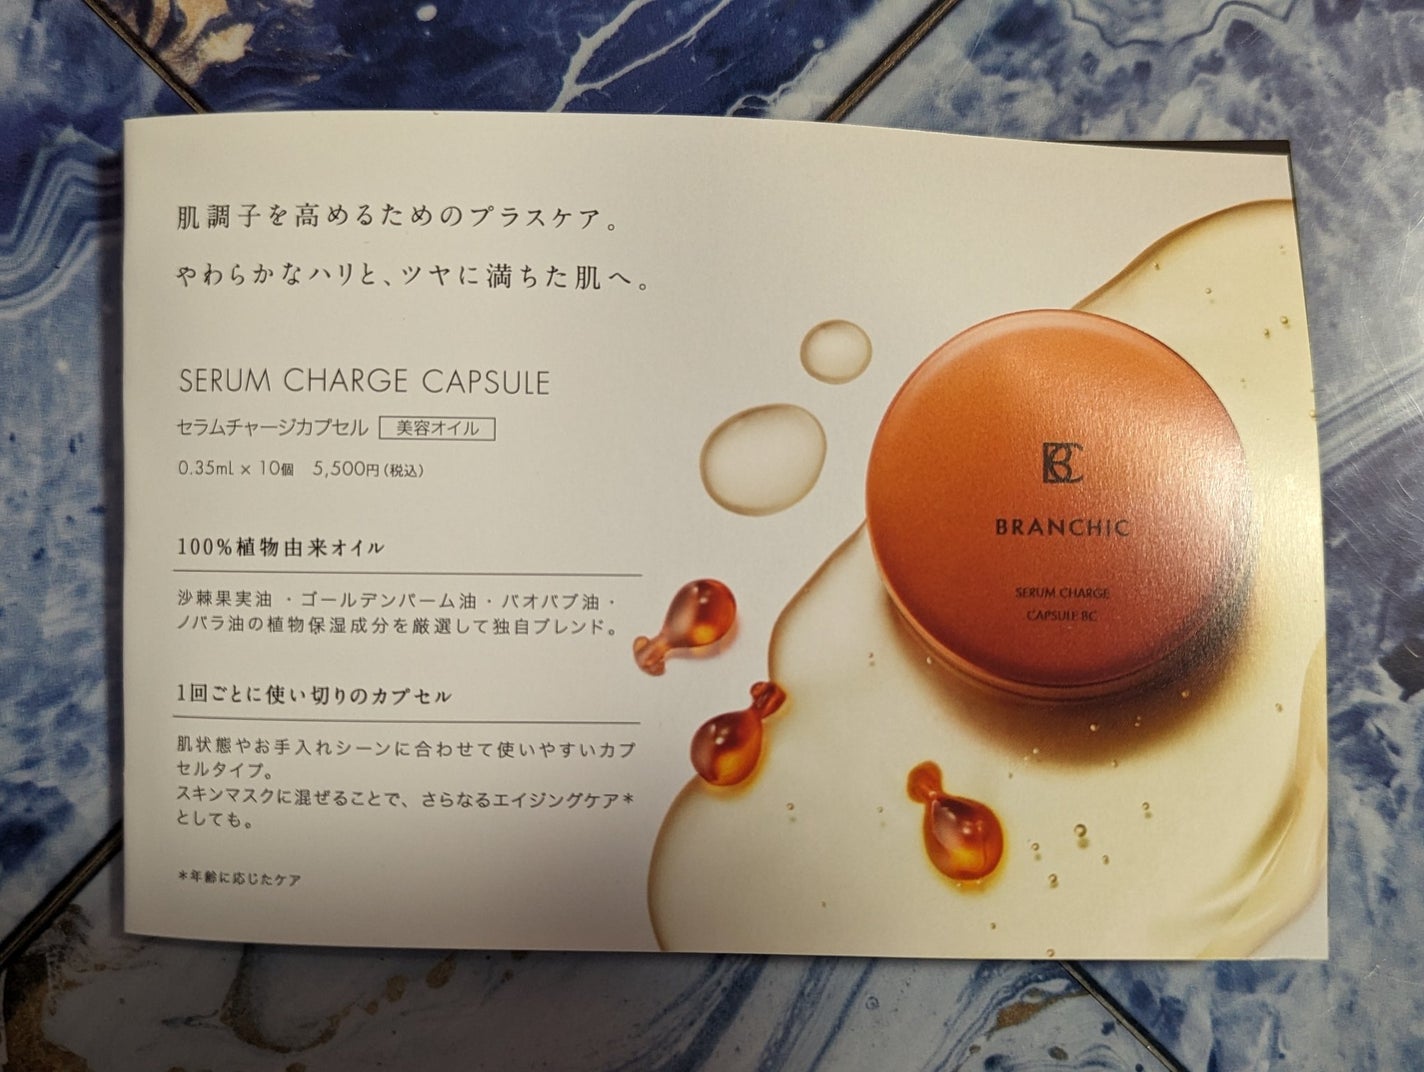 肌調子を高めるためのプラスケア。
やわらかなハリと、ツヤに満ちた肌へ。
SERUM CHARGE CAPSULE
セラムチャージカプセル 美容オイル
0.35ml × 10個 5,500円(税込)
100%植物由来オイル
沙棘果実油 ・ゴールデンパーム油・バオバブ油・
ノバラ油の植物保湿成分を厳選して独自ブレンド。
1回ごとに使い切りのカプセル
肌状態やお手入れシーンに合わせて使いやすいカプ
セルタイプ。
スキンマスクに混ぜることで、さらなるエイジングケア*
としても。
*年齢に応じたケア
BC
BRANCHIC
SERUM CHARGE
CAPSULE BC